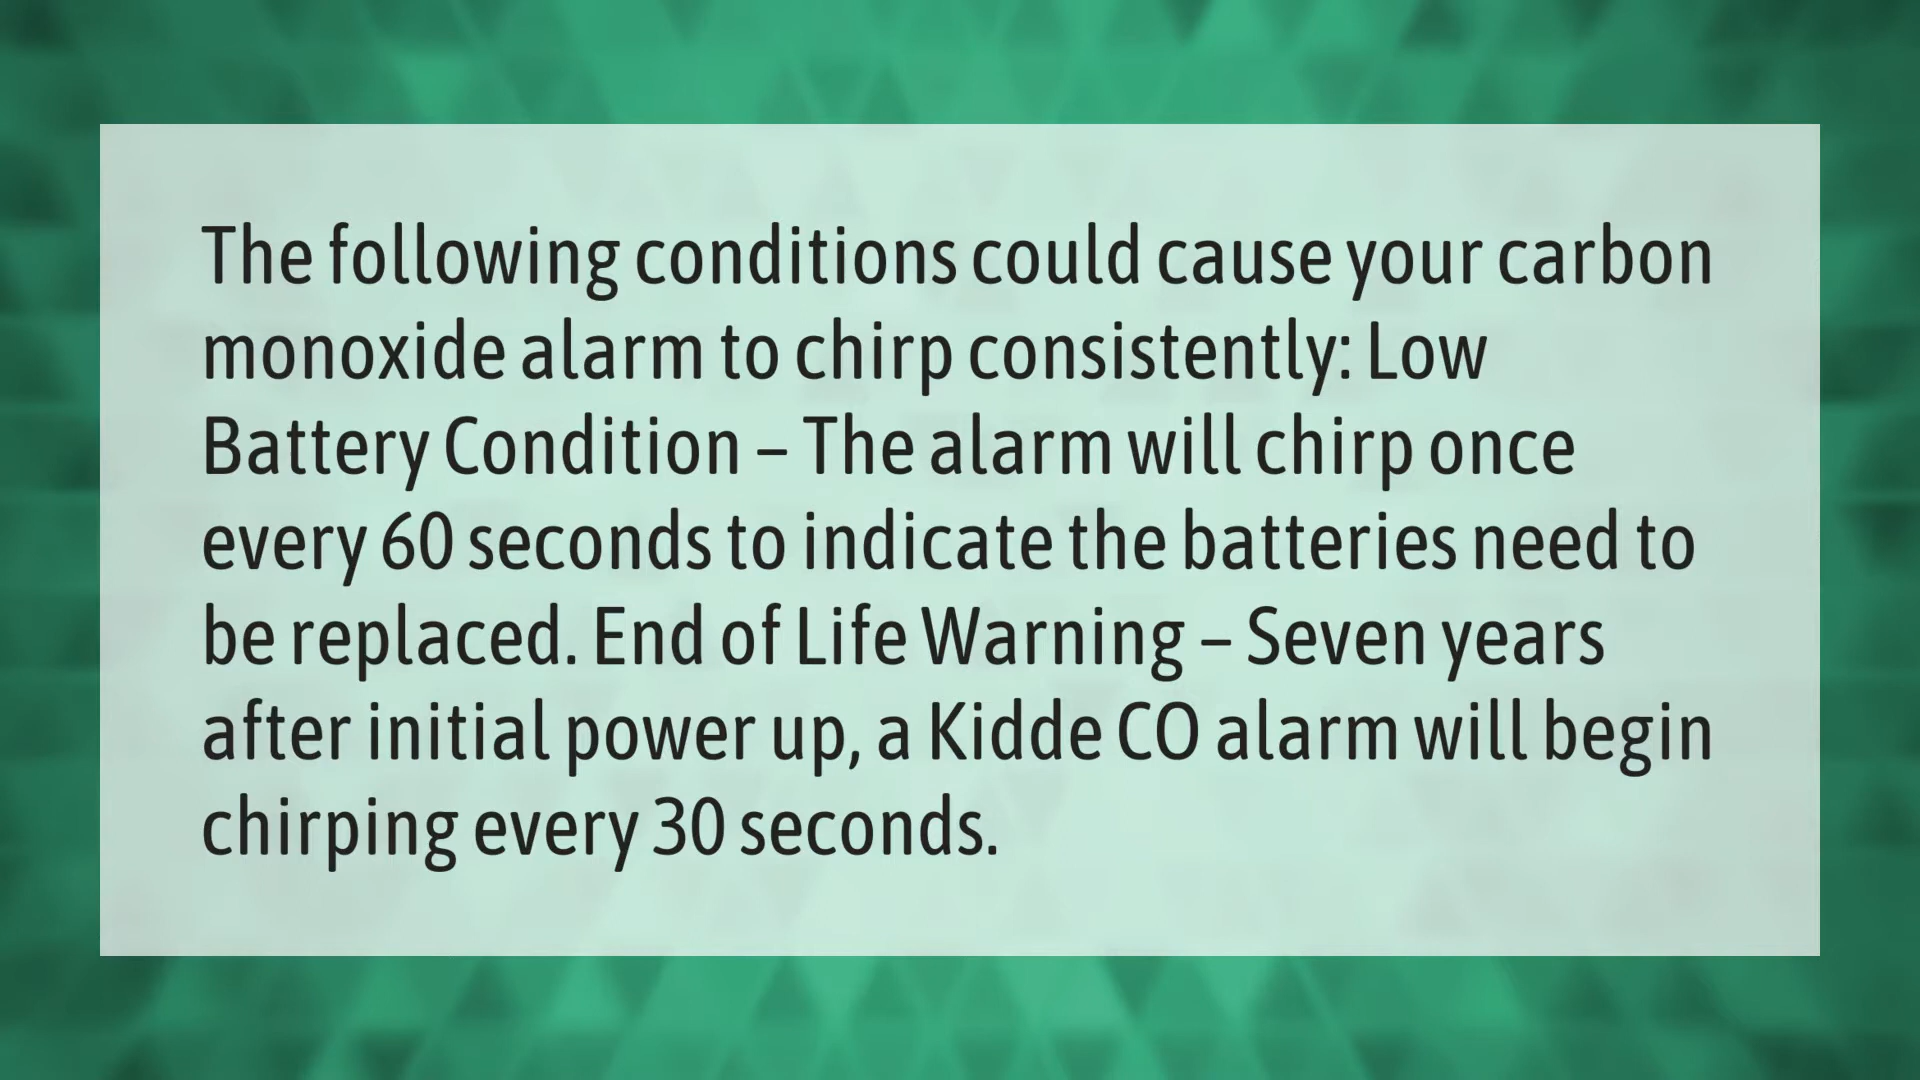 The following conditions could cause your carbon
monoxide alarm to chirp consistently: Low
Battery Condition – The alarm will chirp once
every 60 seconds to indicate the batteries need to
be replaced. End of Life Warning – Seven years
after initial power up, a Kidde CO alarm will begin
chirping every 30 seconds.